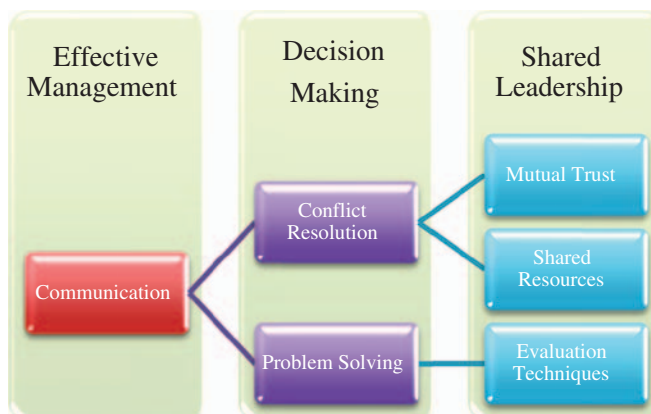 Effective
Management
Decision
Making
Shared
Leadership
Communication
Conflict
Resolution
Problem Solving
Mutual Trust
Shared
Resources
Evaluation
Techniques